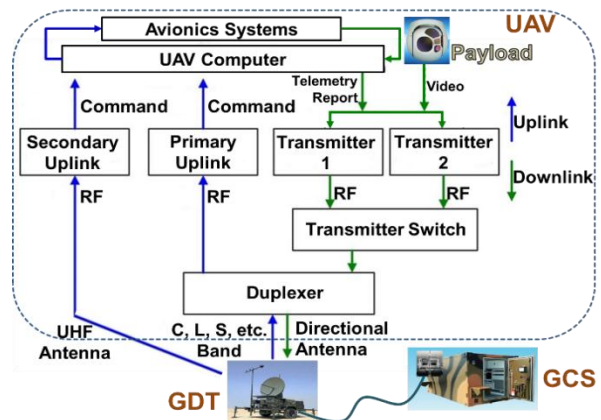 UAV
Avionics Systems
Payload
UAV Computer
Telemetry
Report
Video
Command
Command
Uplink
Secondary
Uplink
Primary
Uplink
Transmitter
1
Transmitter
2
Downlink
RF
RF
RF
RF
Transmitter Switch
Duplexer
UHF
Antenna
C, L, S, etc.
Band
Directional
Antenna
GDT
GCS